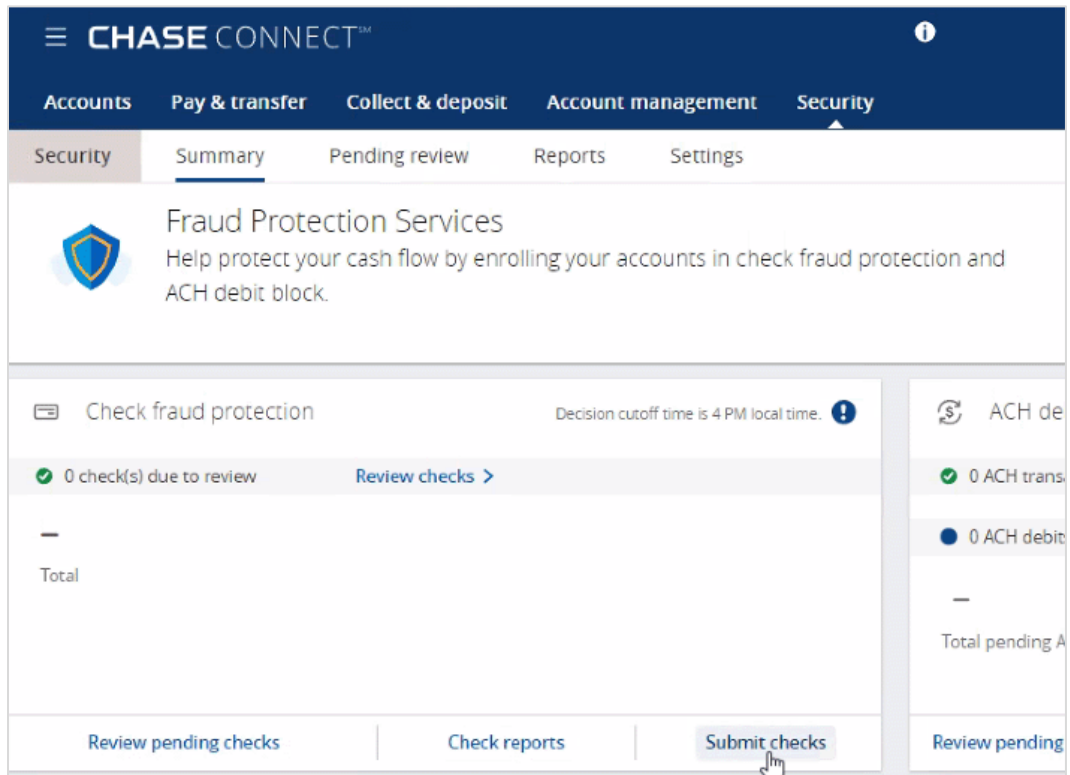 CHASE CONNECT℠
Accounts Pay & transfer Collect & deposit Account management Security
Security Summary Pending review Reports Settings
Fraud Protection Services
Help protect your cash flow by enrolling your accounts in check fraud protection and
ACH debit block.
Check fraud protection Decision cutoff time is 4 PM local time.
0 check(s) due to review Review checks >
–
Total
Review pending checks Check reports Submit checks
ACH de
0 ACH trans
0 ACH debit
–
Total pending A
Review pending